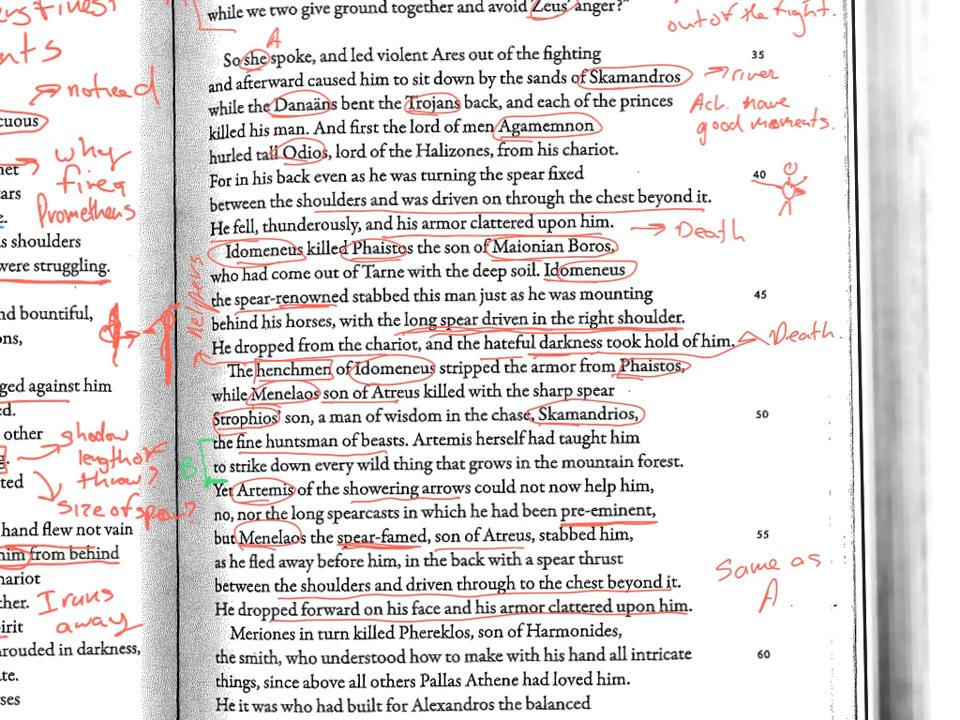 while we two give ground together and avoid Zeus' anger?"
out of the fight.
A
So she spoke, and led violent Ares out of the fighting 35
and afterward caused him to sit down by the sands of Skamandros → river
while the Danaäns bent the Trojans back, and each of the princes
Ach. have
good moments.
killed his man. And first the lord of men Agamemnon
hurled tall Odios, lord of the Halizones, from his chariot.
For in his back even as he was turning the spear fixed 40
between the shoulders and was driven on through the chest beyond it.
He fell, thunderously, and his armor clattered upon him. → Death
Idomeneus killed Phaistos the son of Maionian Boros,
who had come out of Tarne with the deep soil. Idomeneus
the spear-renowned stabbed this man just as he was mounting 45
behind his horses, with the long spear driven in the right shoulder.
He dropped from the chariot, and the hateful darkness took hold of him. Death.
Helpers
The henchmen of Idomeneus stripped the armor from Phaistos,
while Menelaos son of Atreus killed with the sharp spear
Strophios' son, a man of wisdom in the chase, Skamandrios, 50
the fine huntsman of beasts. Artemis herself had taught him
B
to strike down every wild thing that grows in the mountain forest.
Yet Artemis of the showering arrows could not now help him,
no, nor the long spearcasts in which he had been pre-eminent,
but Menelaos the spear-famed, son of Atreus, stabbed him, 55
as he fled away before him, in the back with a spear thrust
between the shoulders and driven through to the chest beyond it.
Same as
A.
He dropped forward on his face and his armor clattered upon him.
Meriones in turn killed Phereklos, son of Harmonides,
the smith, who understood how to make with his hand all intricate 60
things, since above all others Pallas Athene had loved him.
He it was who had built for Alexandros the balanced
nts
→ not read
cuous
why
fire
Prometheus
ars
s shoulders
were struggling.
nd bountiful,
ons,
ged against him
d.
other
shadow
length of
throw?
ted
size of spear?
hand flew not vain
him from behind
hariot
ther. I runs
away
irit
rouded in darkness,
te.
ses